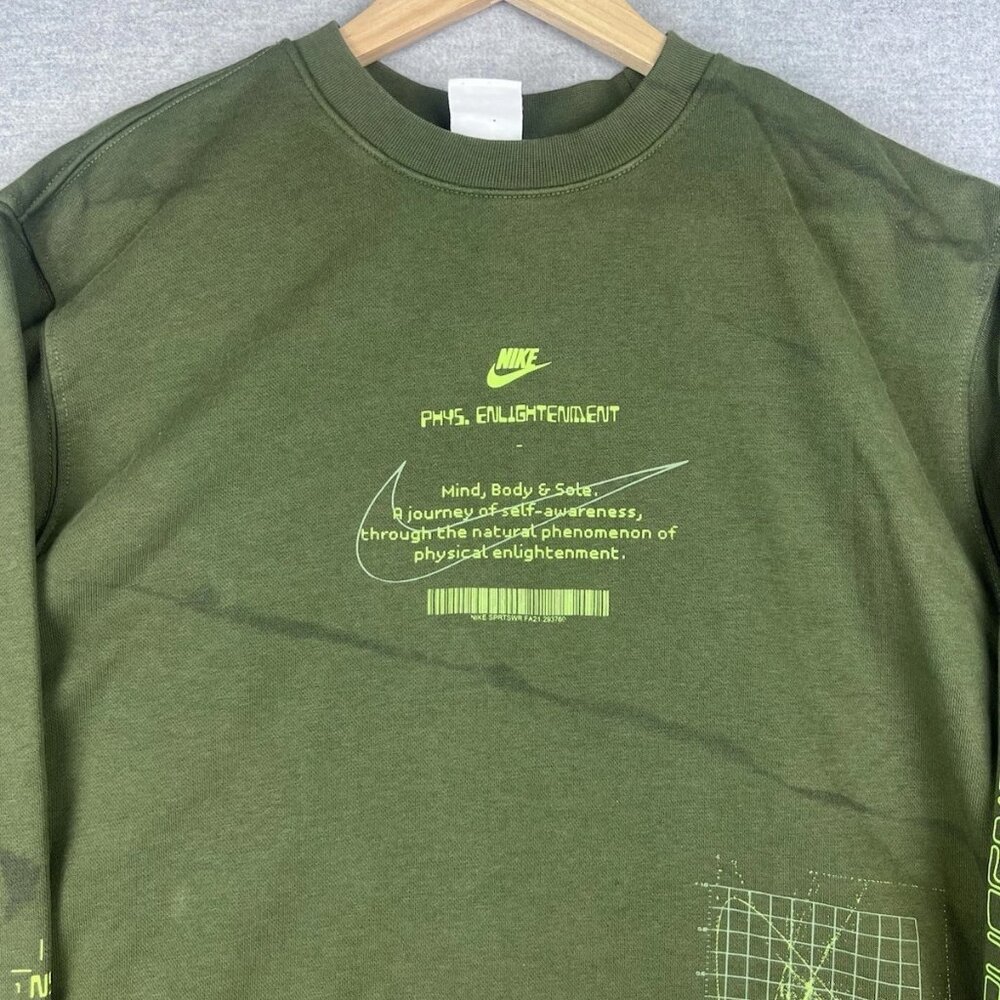 NIKE
PHYS. ENLIGHTENMENT
-
Mind, Body & Sole.
A journey of self-awareness,
through the natural phenomenon of
physical enlightenment.
NIKE SPRTSWR FA21 293760